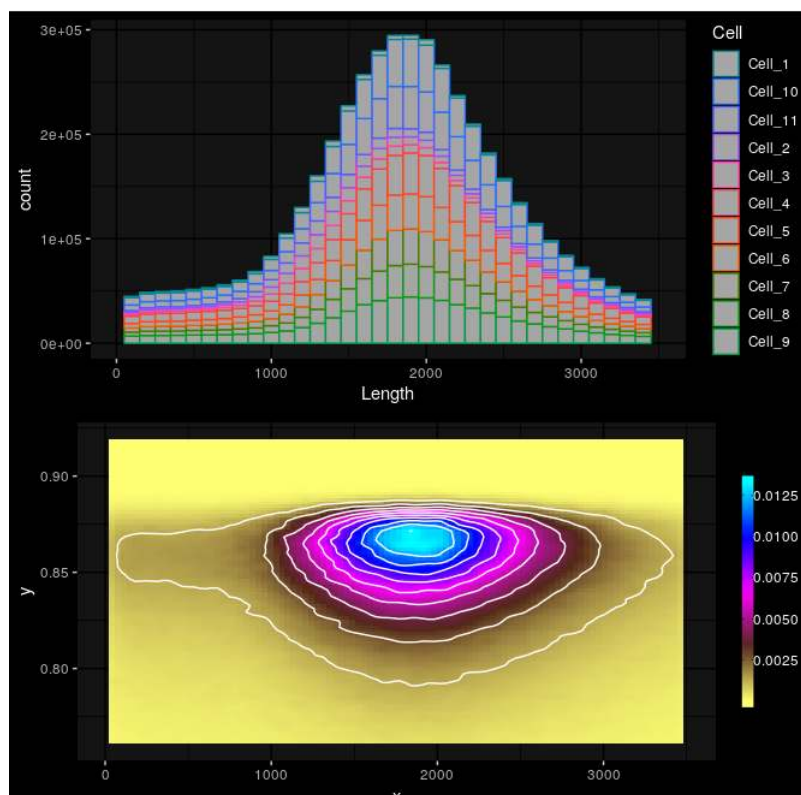 3e+05
2e+05
1e+05
0e+00
count
0
1000
2000
3000
Length
Cell
Cell_1
Cell_10
Cell_11
Cell_2
Cell_3
Cell_4
Cell_5
Cell_6
Cell_7
Cell_8
Cell_9
0.90
0.85
0.80
y
0
1000
2000
3000
0.0125
0.0100
0.0075
0.0050
0.0025